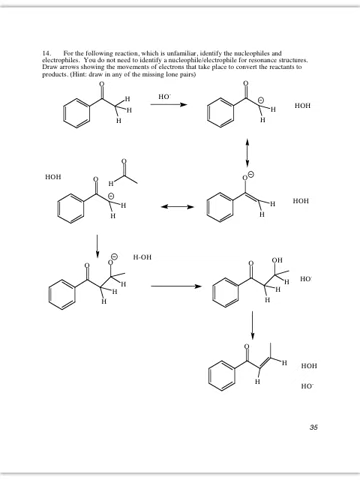 14. For the following reaction, which is unfamiliar, identify the nucleophiles and
electrophiles. You do not need to identify a nucleophile/electrophile for resonance structures.
Draw arrows showing the movements of electrons that take place to convert the reactants to
products. (Hint: draw in any of the missing lone pairs)
O
H
H
H
HO-
O
H
H
HOH
HOH
O
H
H
O
H
O
H
H
HOH
O
O
H-OH
H
H
H
O
OH
H
H
H
HO-
O
H
H
HOH
HO-
35